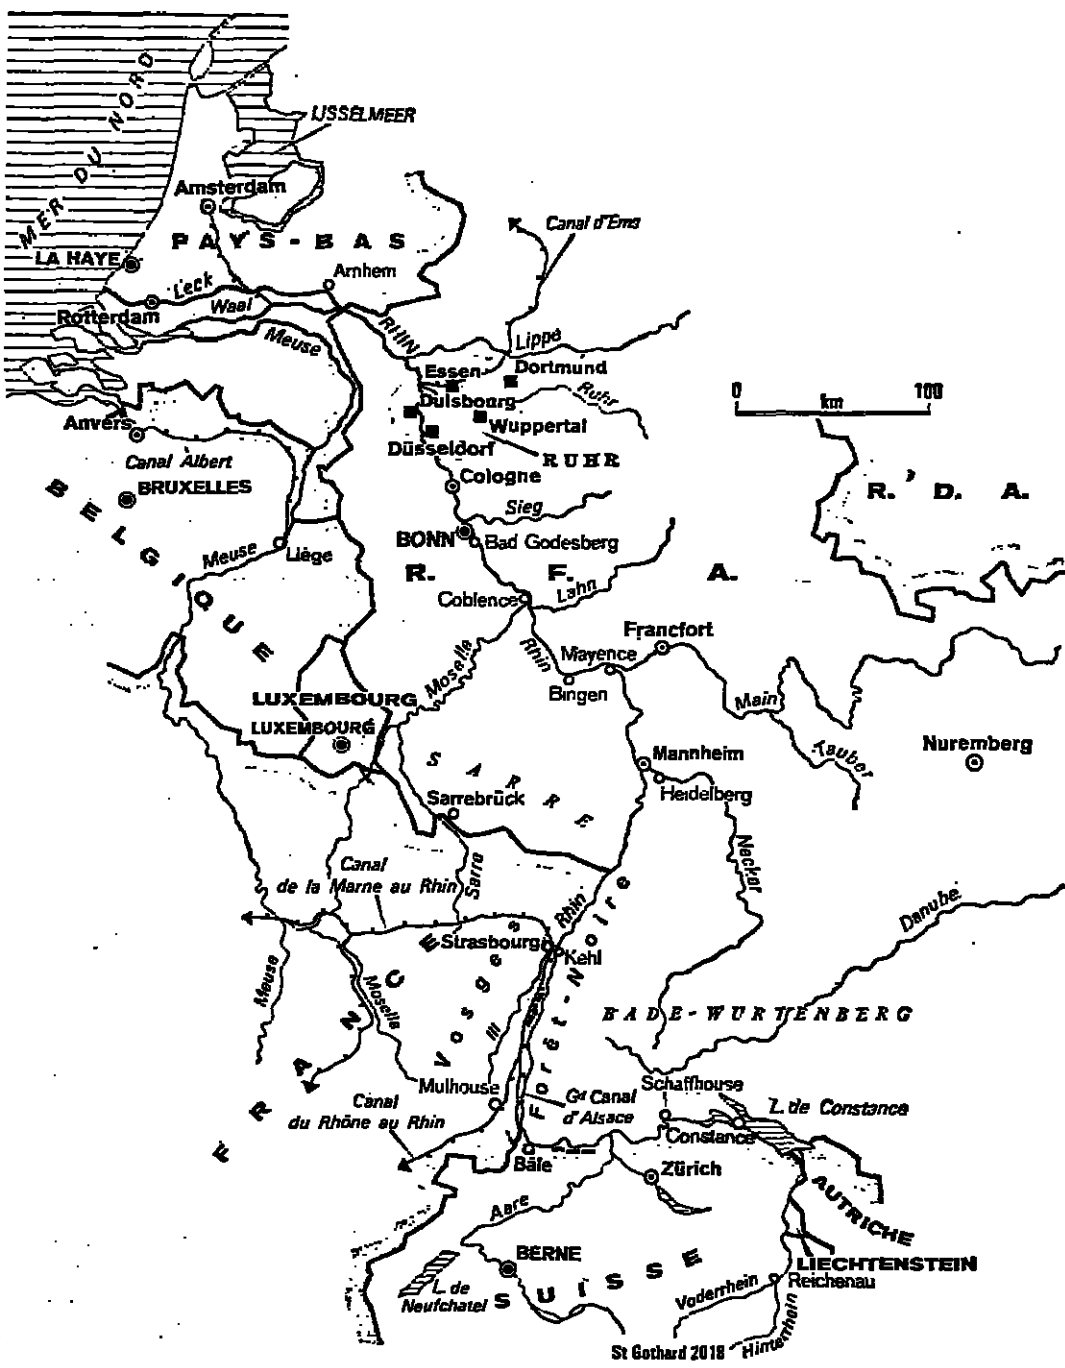 MER DU NORD
IJSSELMEER
Amsterdam
PAYS-BAS
Canal d'Ems
LA HAYE
Arnhem
Leck
Rotterdam
Waal
RHIN
Meuse
Lippe
Essen
Dortmund
Ruhr
0 100
km
Duisbourg
Anvers
Wuppertal
Düsseldorf
RUHR
Canal Albert
Cologne
BRUXELLES
R. D. A.
BELGIQUE
Sieg
BONN
Bad Godesberg
Meuse
Liège
R. F. A.
Coblence
Lahn
Francfort
Rhin
Mayence
Moselle
Bingen
LUXEMBOURG
Main
LUXEMBOURG
Tauber
Nuremberg
SARRE
Mannheim
Heidelberg
Sarrebrück
Neckar
Canal
de la Marne au Rhin
Sarre
Rhin
Danube
Strasbourg
Kehl
Meuse
Moselle
Vosges
Forêt-Noire
FRANCE
Ill
BADE-WURTENBERG
Mulhouse
Schaffhouse
Gd Canal
d'Alsace
L. de Constance
Canal
du Rhône au Rhin
Constance
Bâle
Zürich
AUTRICHE
Aare
BERNE
SUISSE
LIECHTENSTEIN
L. de
Neufchatel
Voderrhein
Reichenau
Hinterrhein
St Gothard 2018